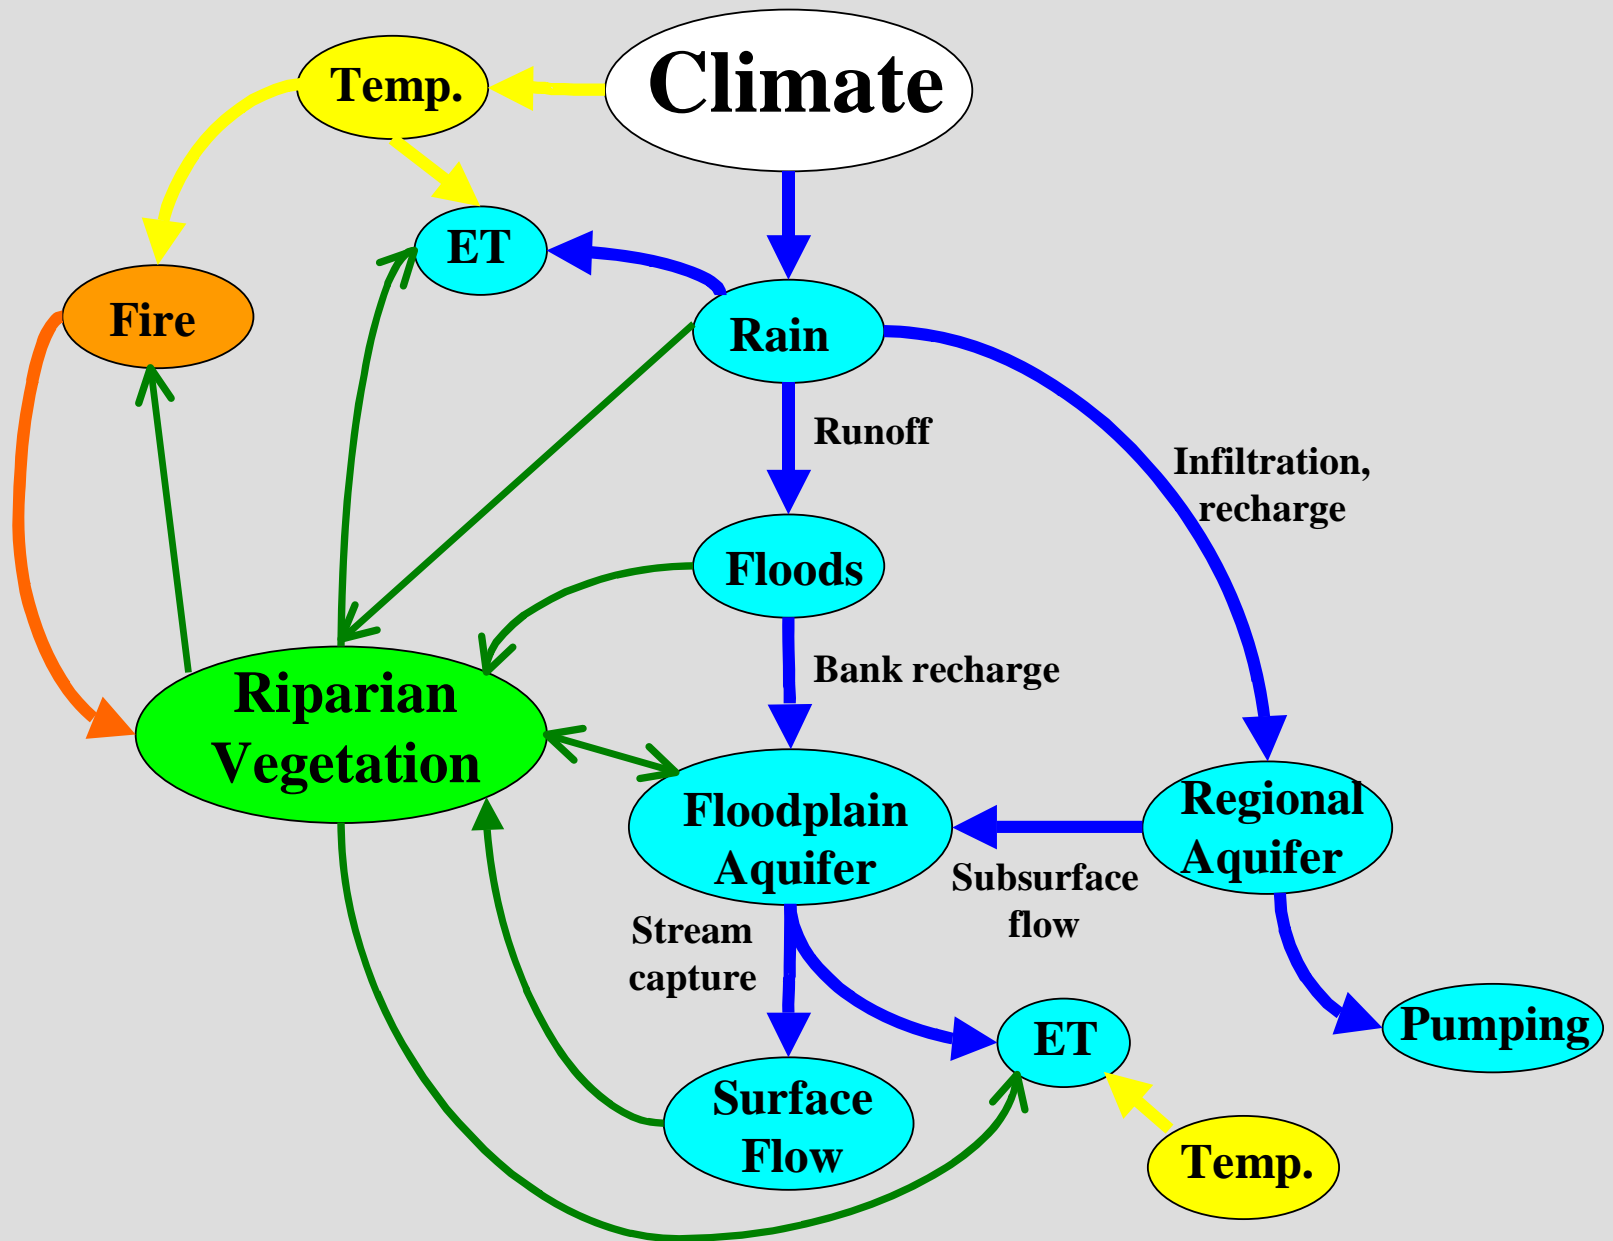 Climate
Temp.
ET
Fire
Rain
Runoff
Infiltration,
recharge
Floods
Bank recharge
Riparian
Vegetation
Floodplain
Aquifer
Regional
Aquifer
Subsurface
flow
Stream
capture
Pumping
ET
Surface
Flow
Temp.